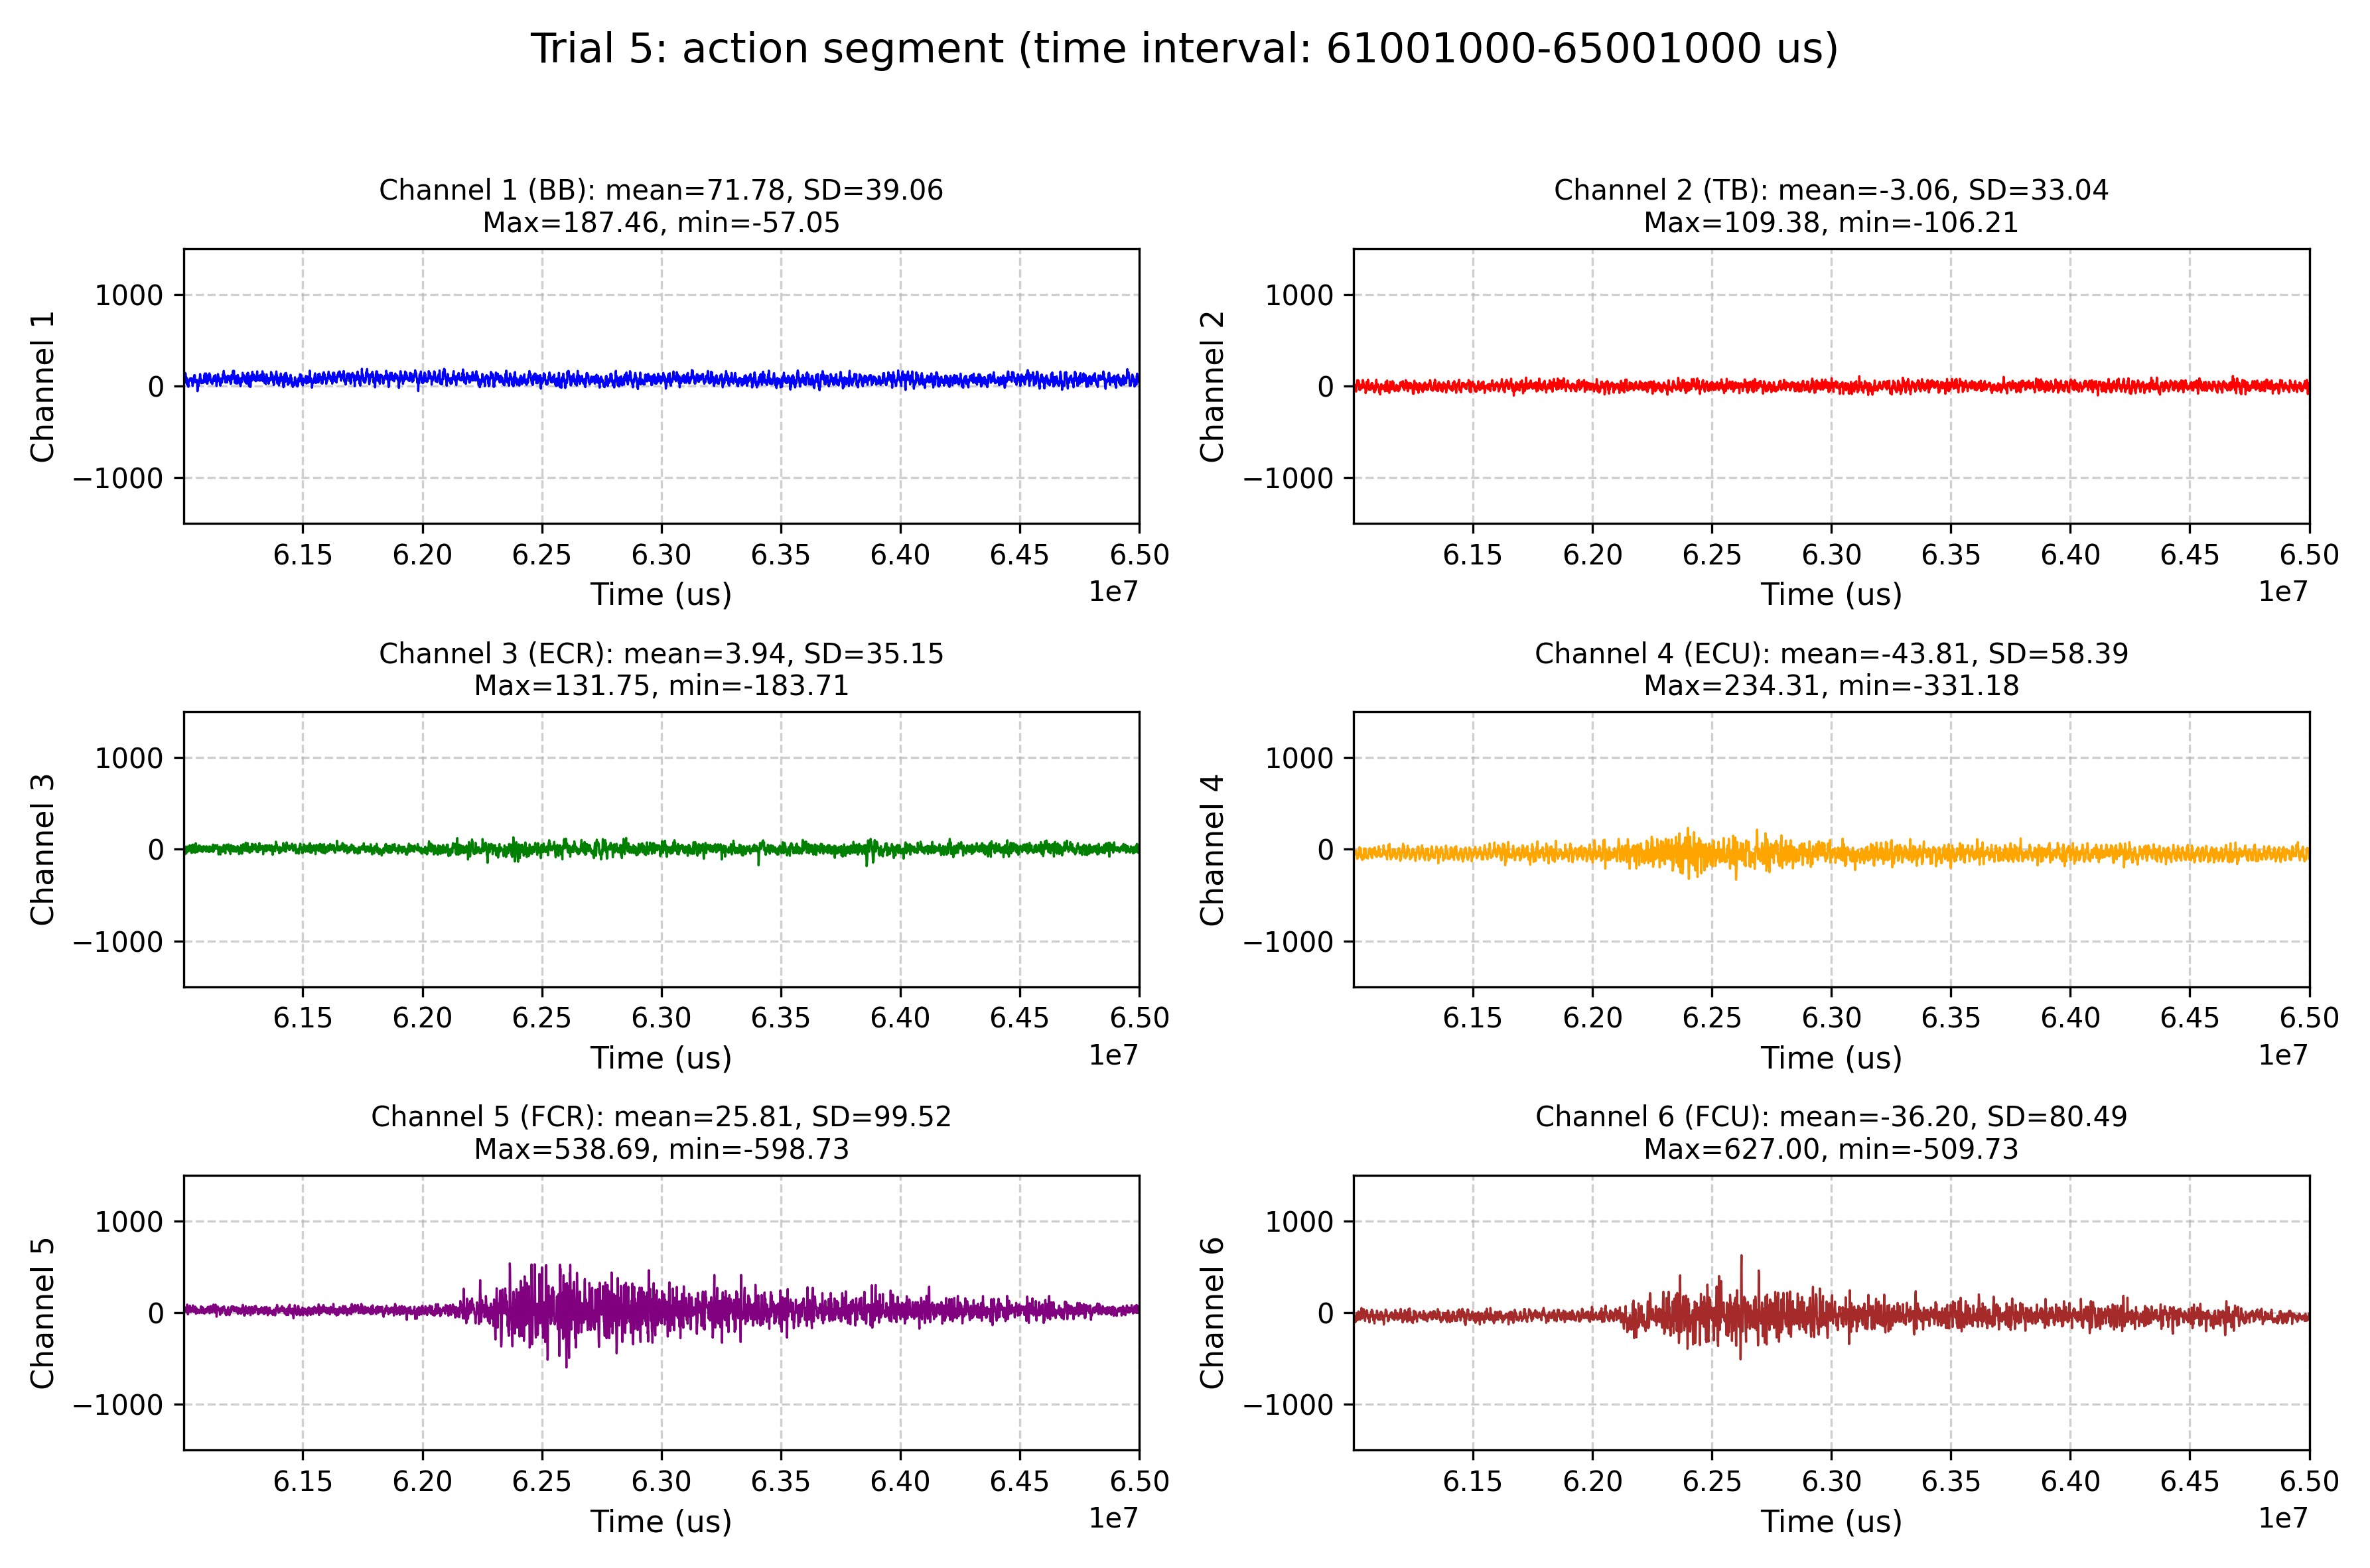 Trial 5: action segment (time interval: 61001000-65001000 us)
Channel 1 (BB): mean=71.78, SD=39.06
Max=187.46, min=-57.05
Channel 1
1000
0
−1000
6.15 6.20 6.25 6.30 6.35 6.40 6.45 6.50
Time (us)
1e7
Channel 2 (TB): mean=-3.06, SD=33.04
Max=109.38, min=-106.21
Channel 2
1000
0
−1000
6.15 6.20 6.25 6.30 6.35 6.40 6.45 6.50
Time (us)
1e7
Channel 3 (ECR): mean=3.94, SD=35.15
Max=131.75, min=-183.71
Channel 3
1000
0
−1000
6.15 6.20 6.25 6.30 6.35 6.40 6.45 6.50
Time (us)
1e7
Channel 4 (ECU): mean=-43.81, SD=58.39
Max=234.31, min=-331.18
Channel 4
1000
0
−1000
6.15 6.20 6.25 6.30 6.35 6.40 6.45 6.50
Time (us)
1e7
Channel 5 (FCR): mean=25.81, SD=99.52
Max=538.69, min=-598.73
Channel 5
1000
0
−1000
6.15 6.20 6.25 6.30 6.35 6.40 6.45 6.50
Time (us)
1e7
Channel 6 (FCU): mean=-36.20, SD=80.49
Max=627.00, min=-509.73
Channel 6
1000
0
−1000
6.15 6.20 6.25 6.30 6.35 6.40 6.45 6.50
Time (us)
1e7